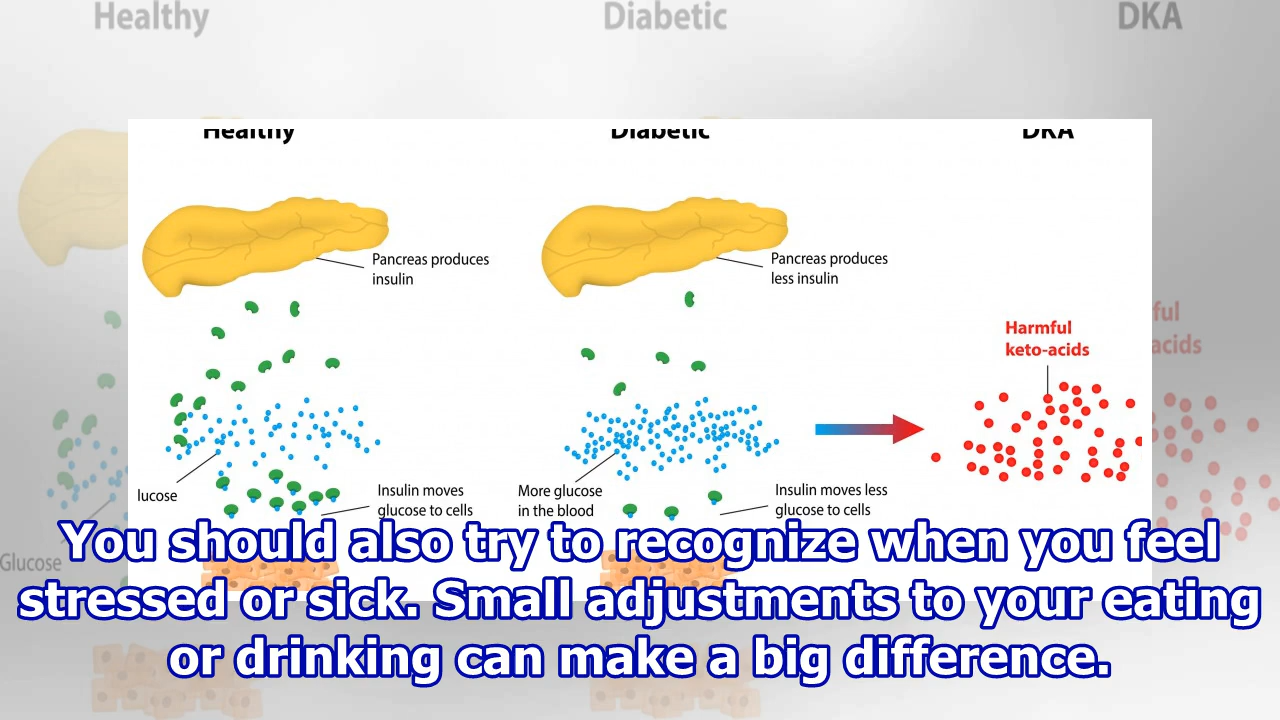 Healthy
Diabetic
DKA
Healthy
Diabetic
DKA
Pancreas produces
insulin
Pancreas produces
less insulin
Harmful
keto-acids
ful
acids
lucose
Insulin moves
glucose to cells
More glucose
in the blood
Insulin moves less
glucose to cells
Glucose
You should also try to recognize when you feel
stressed or sick. Small adjustments to your eating
or drinking can make a big difference.